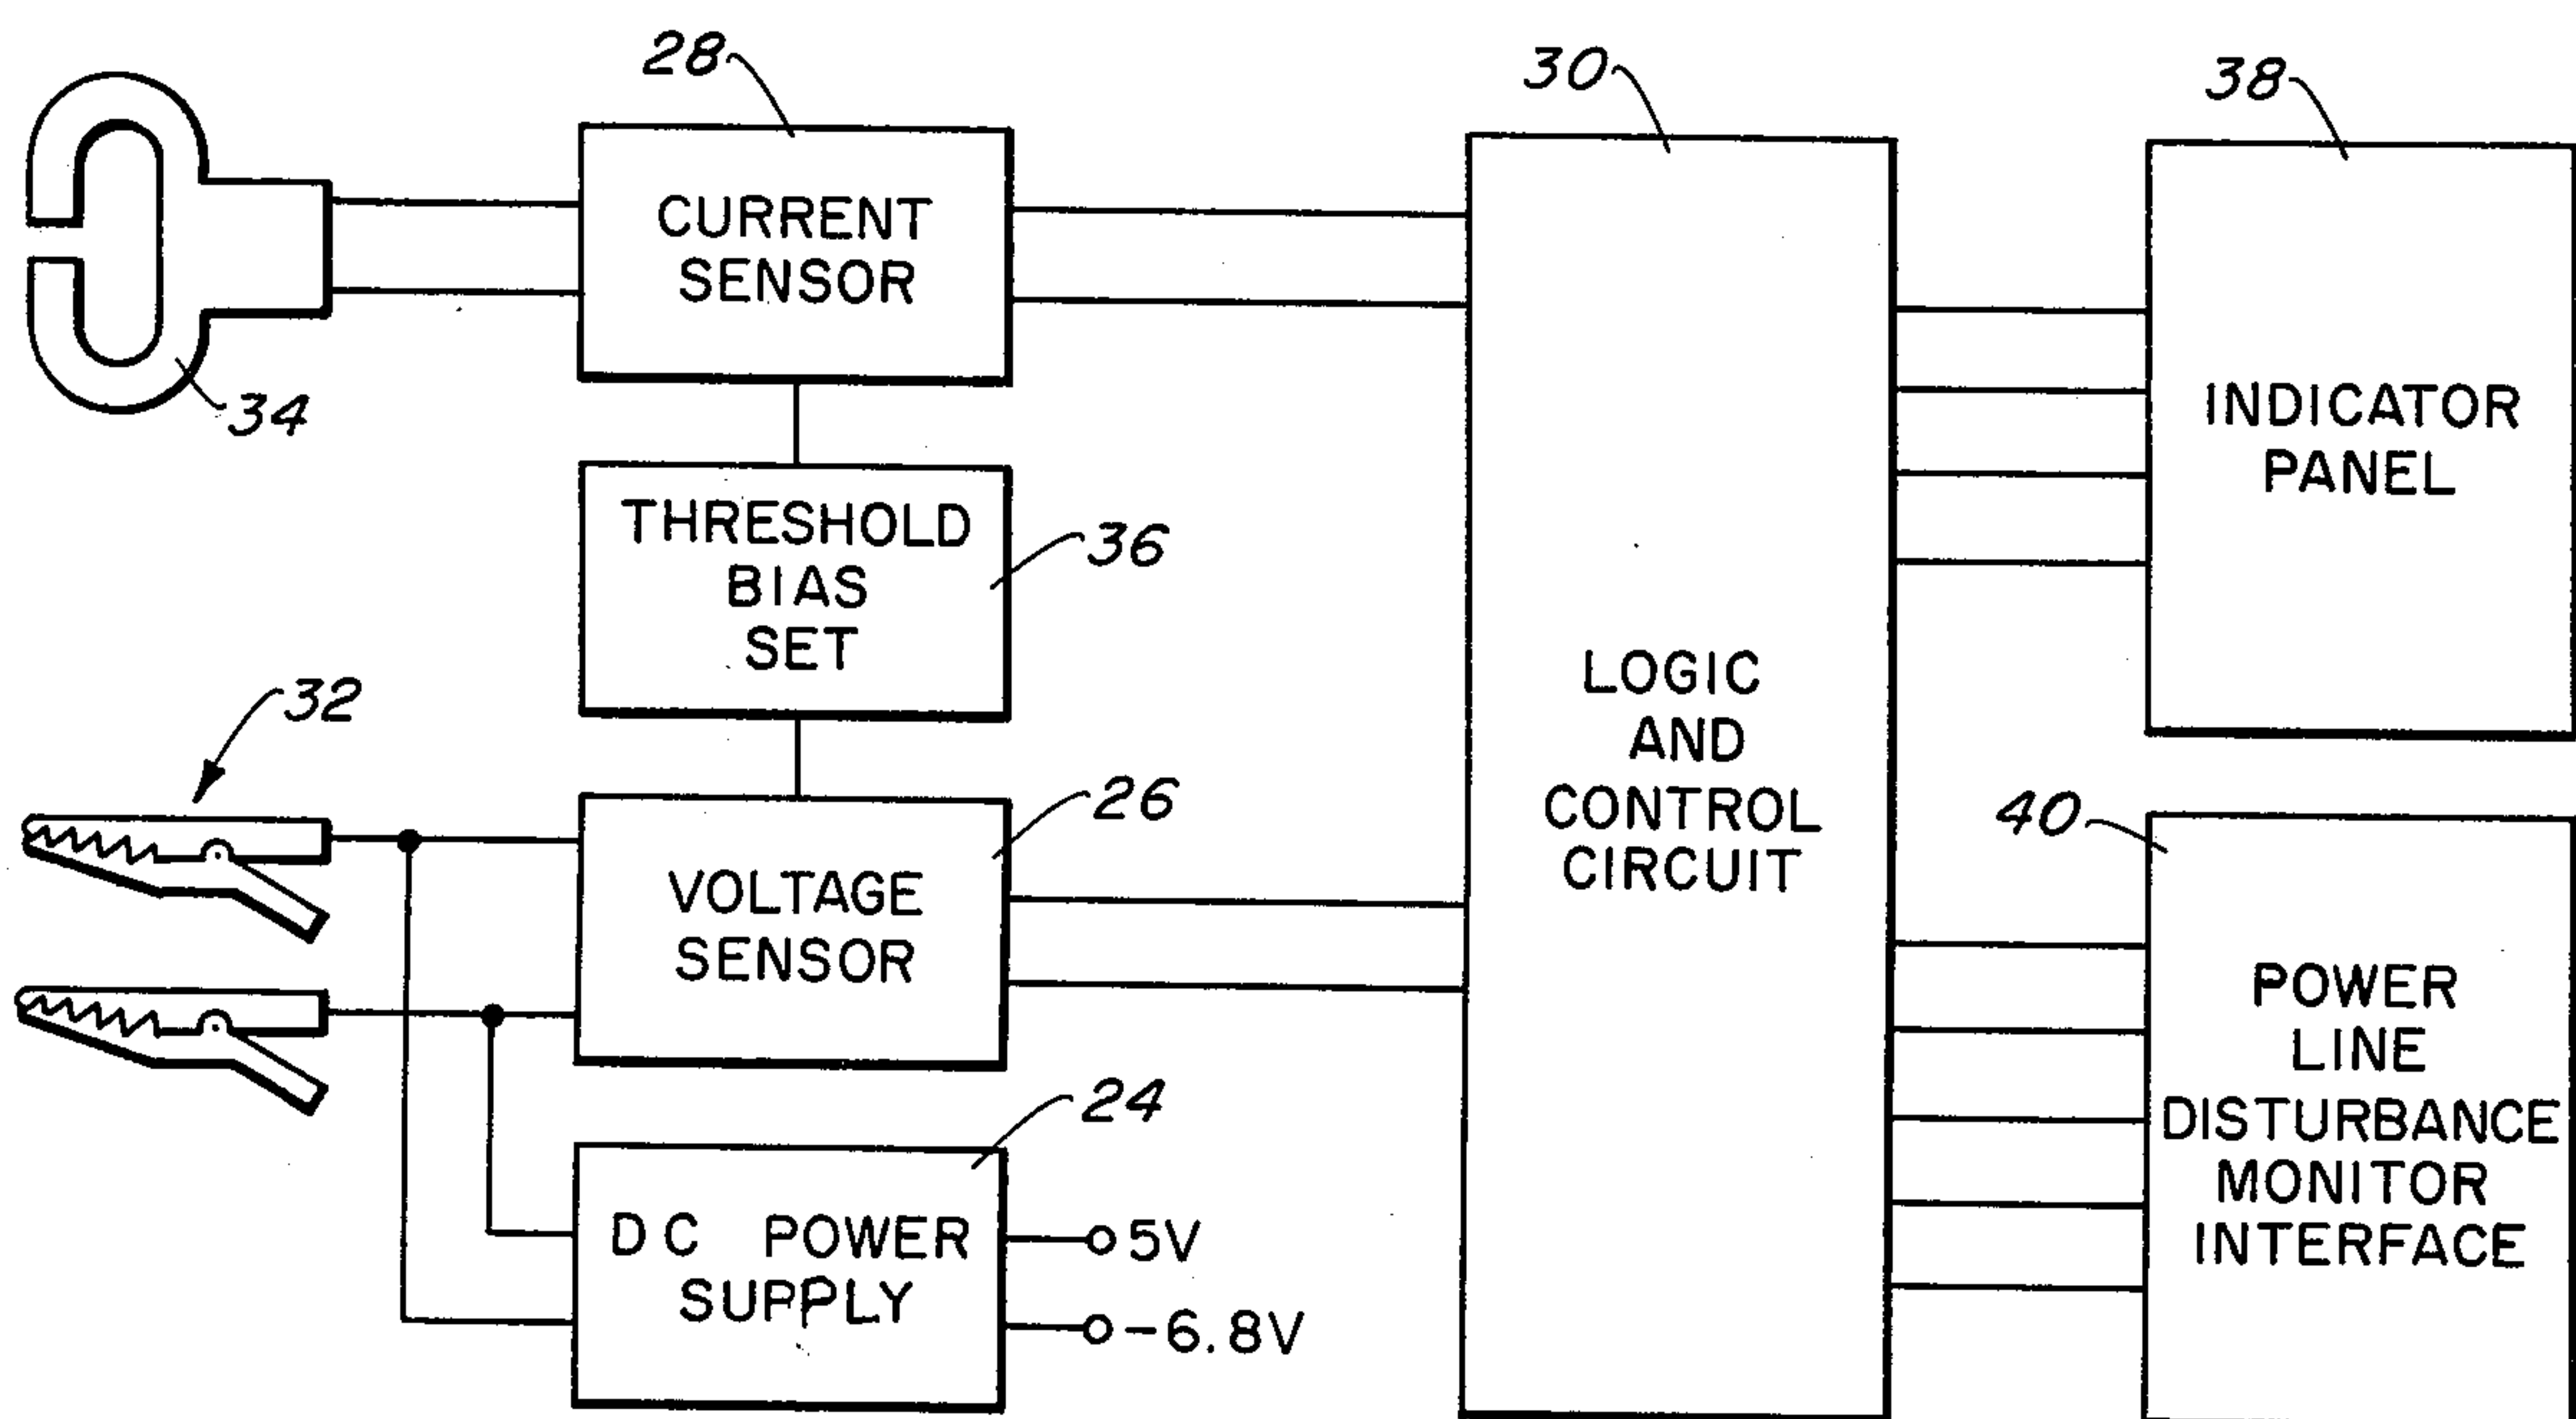 28
30
38
CURRENT
SENSOR
34
THRESHOLD
BIAS
SET
36
32
26
VOLTAGE
SENSOR
24
DC POWER
SUPPLY
5V
-6.8V
LOGIC
AND
CONTROL
CIRCUIT
INDICATOR
PANEL
40
POWER
LINE
DISTURBANCE
MONITOR
INTERFACE